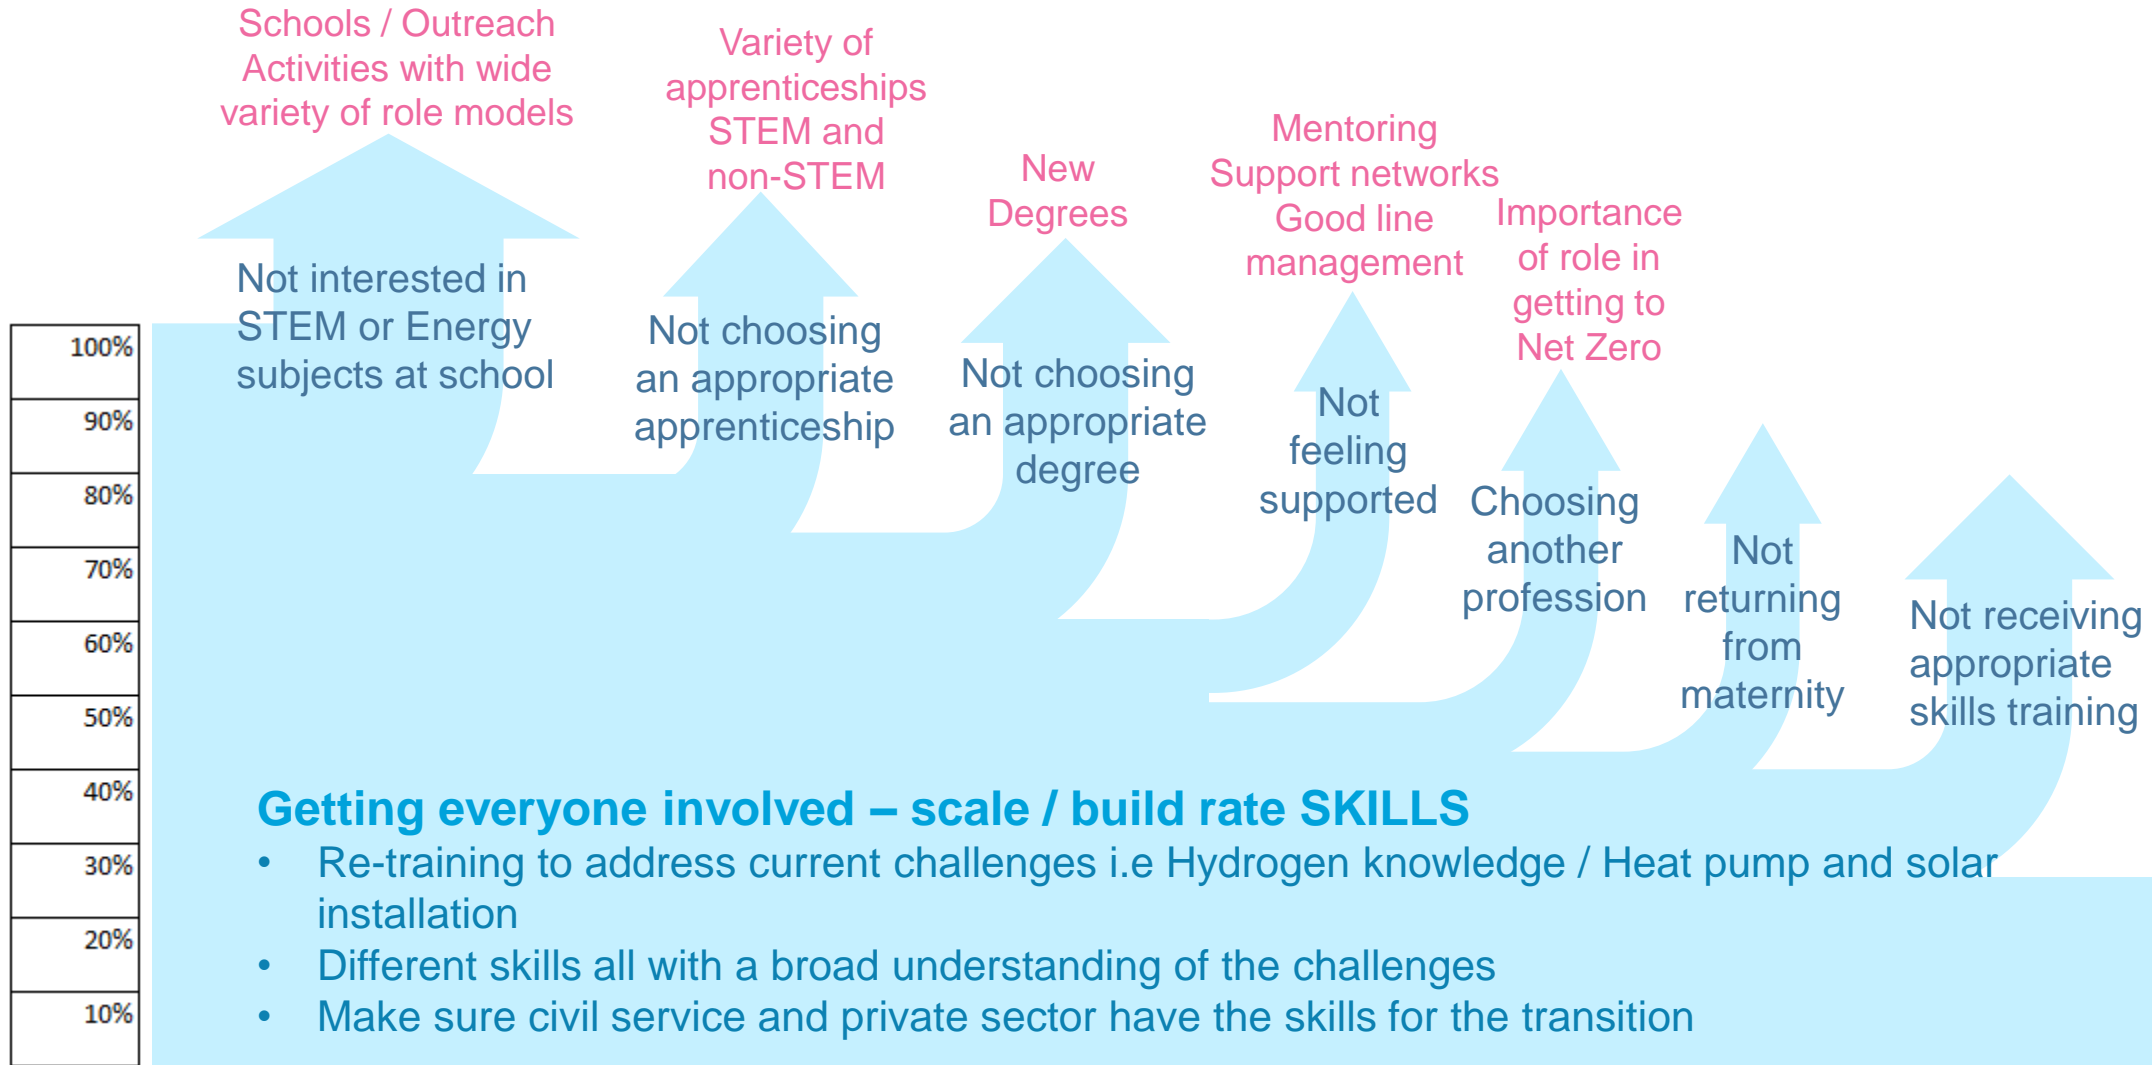 Schools / Outreach
Activities with wide
variety of role models
Variety of
apprenticeships
STEM and
non-STEM
New
Degrees
Mentoring
Support networks
Good line
management
Importance
of role in
getting to
Net Zero
Not interested in
STEM or Energy
subjects at school
Not choosing
an appropriate
apprenticeship
Not choosing
an appropriate
degree
Not
feeling
supported
Choosing
another
profession
Not
returning
from
maternity
Not receiving
appropriate
skills training
100%
90%
80%
70%
60%
50%
40%
30%
20%
10%
Getting everyone involved – scale / build rate SKILLS
• Re-training to address current challenges i.e Hydrogen knowledge / Heat pump and solar
installation
• Different skills all with a broad understanding of the challenges
• Make sure civil service and private sector have the skills for the transition